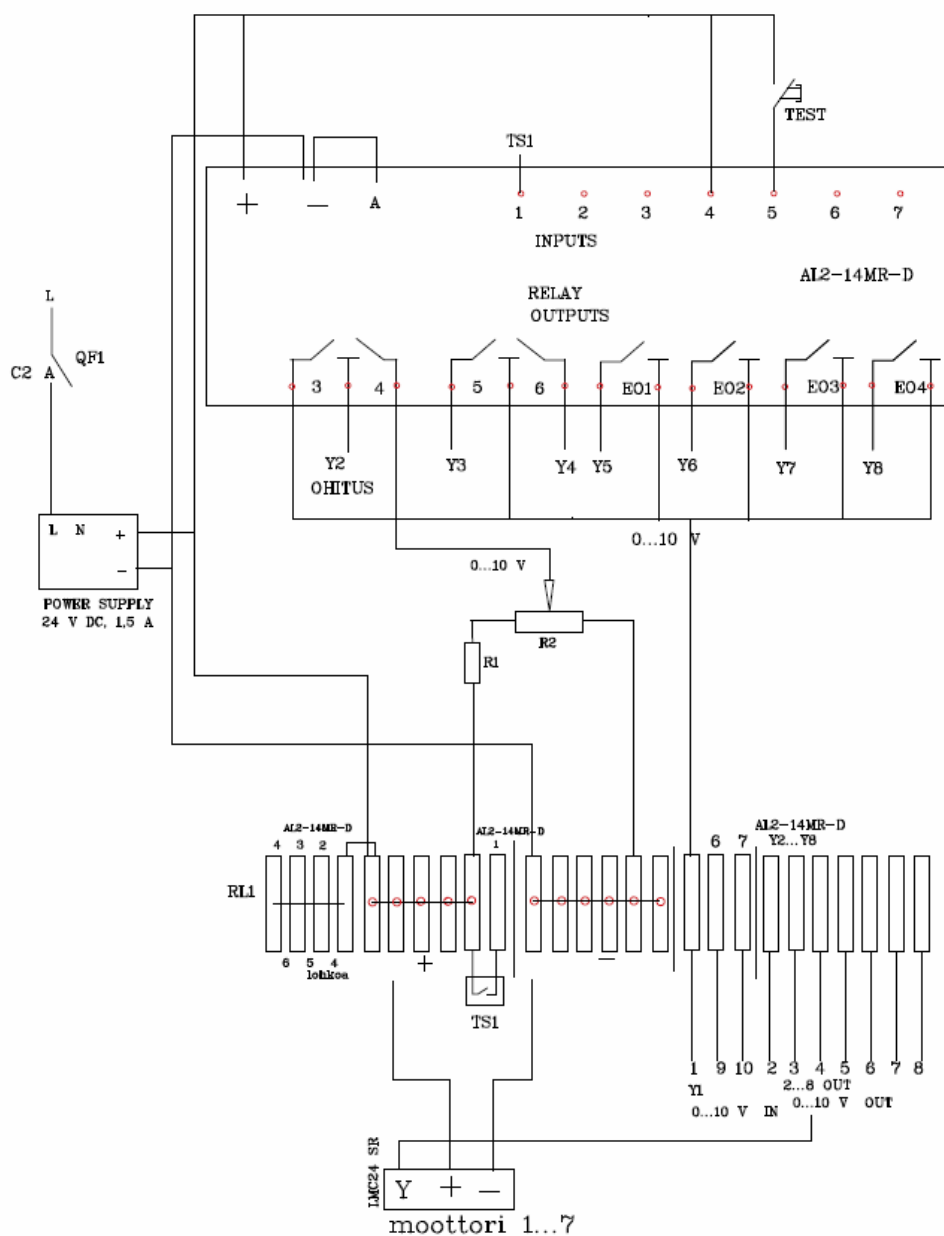 TEST
TS1
+ — A
1 2 3 4 5 6 7
INPUTS
AL2-14MR-D
RELAY
OUTPUTS
L
QF1
C2 A
3 4 5 6 EO1 EO2 EO3 EO4
Y2 Y3 Y4 Y5 Y6 Y7 Y8
OHITUS
L N +
−
0...10 V
0...10 V
POWER SUPPLY
24 V DC, 1,5 A
R2
R1
AL2-14MR-D
4 3 2
AL2-14MR-D
1
6 7
AL2-14MR-D
Y2...Y8
RL1
6 5 4
lohkoa
+
—
TS1
1 9 10 2 3 4 5 6 7 8
Y1
2...8 OUT
0...10 V IN
0...10 V OUT
LMC24 SR
Y + —
moottori 1...7